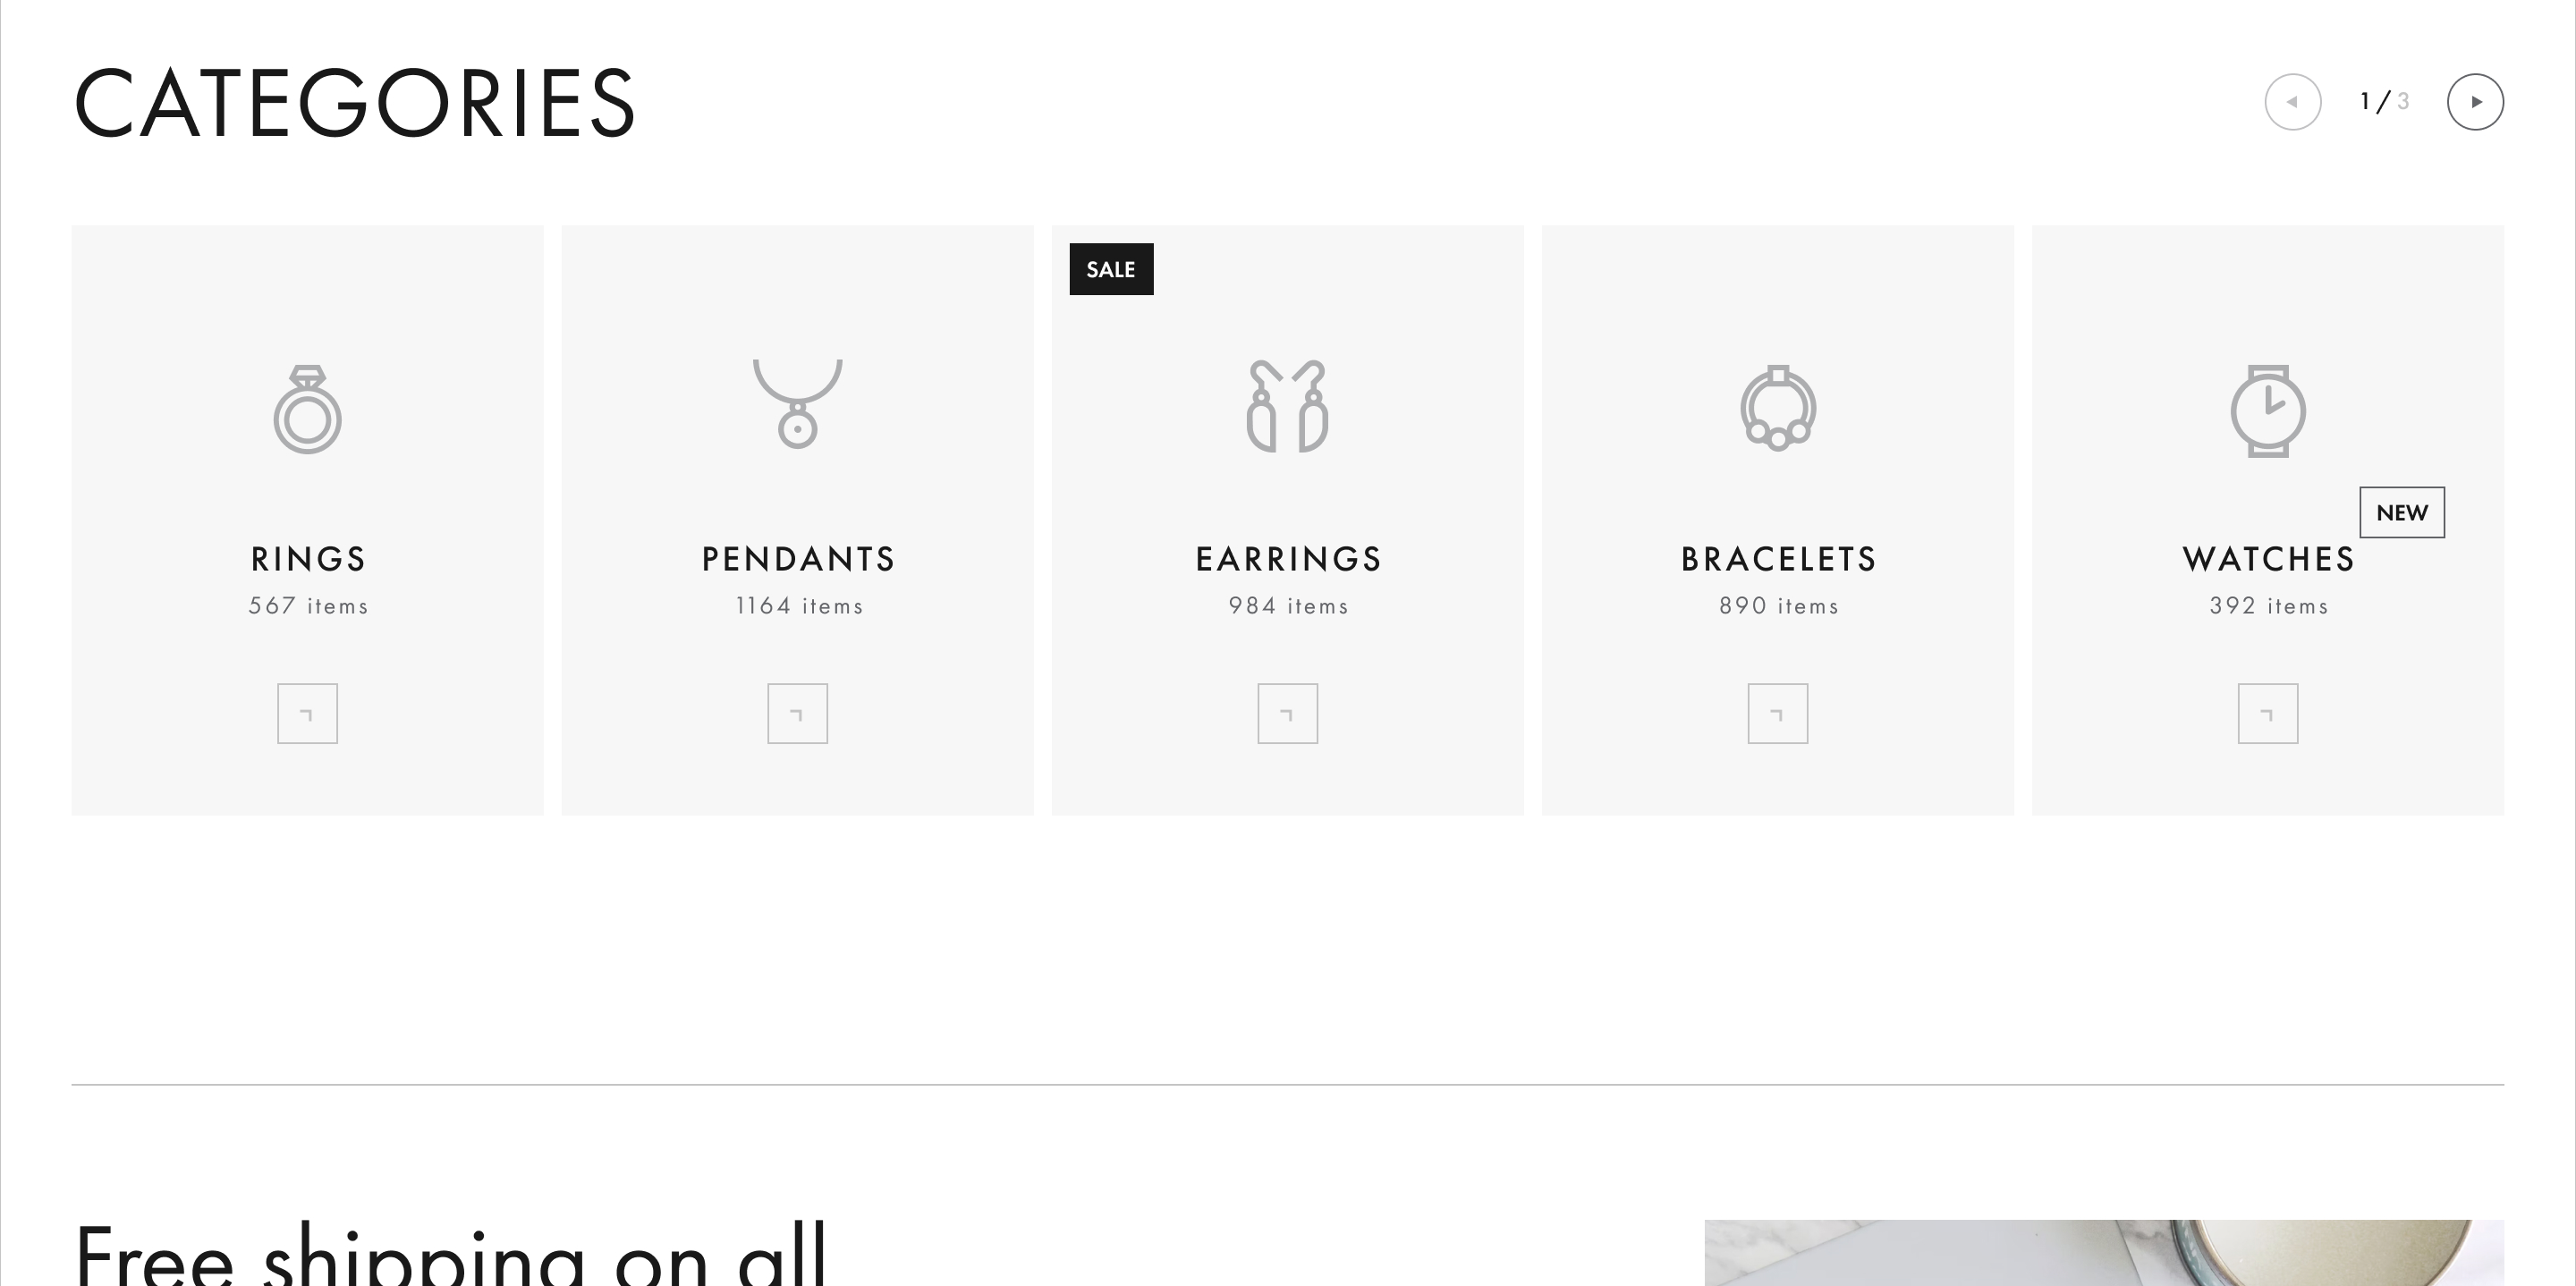 CATEGORIES
1 / 3
SALE
NEW
RINGS
567 items
PENDANTS
1164 items
EARRINGS
984 items
BRACELETS
890 items
WATCHES
392 items
Free shipping on all